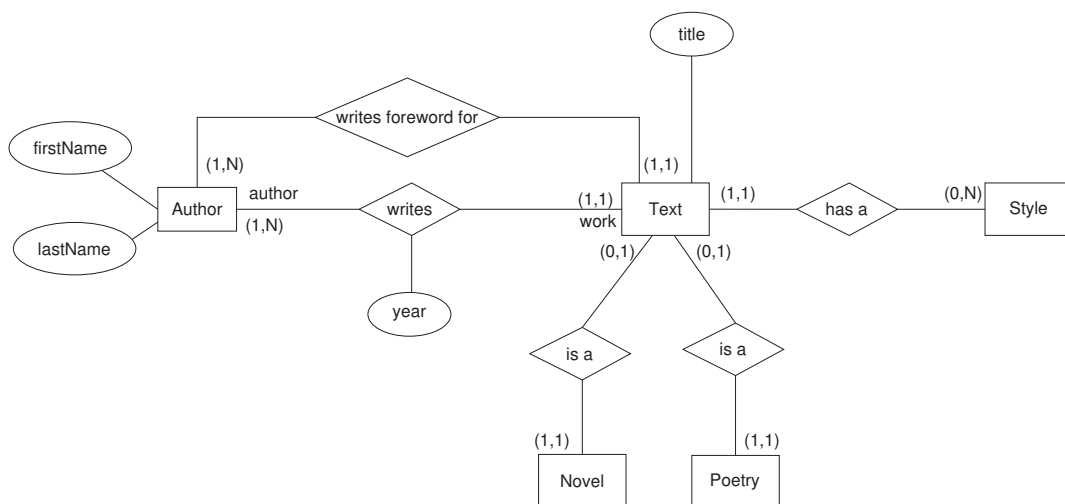 title
writes foreword for
firstName
(1,N)
(1,1)
author
Author
writes
(1,1)
Text
(1,1)
has a
(0,N)
Style
(1,N)
work
lastName
(0,1)
(0,1)
year
is a
is a
(1,1)
(1,1)
Novel
Poetry